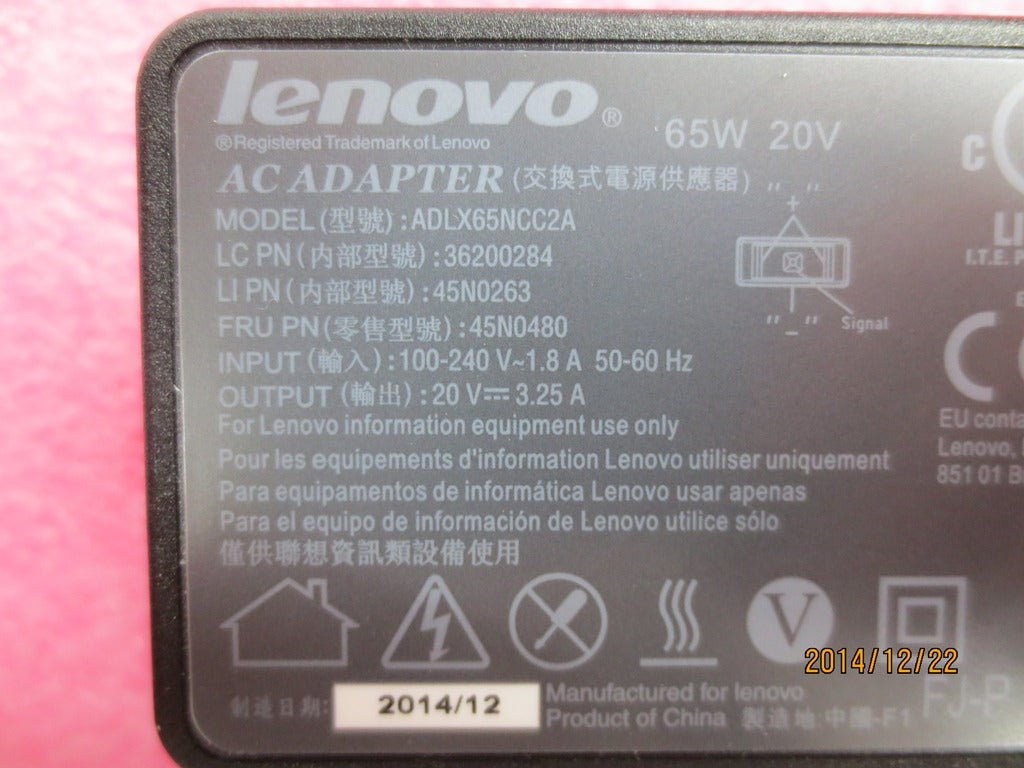 lenovo®
® Registered Trademark of Lenovo
65W 20V
AC ADAPTER (交換式電源供應器)
MODEL (型號) : ADLX65NCC2A
LC PN (内部型號) : 36200284
LI PN (内部型號) : 45N0263
FRU PN (零售型號) : 45N0480
INPUT (輸入) : 100-240 V~1.8 A 50-60 Hz
OUTPUT (輸出) : 20 V⎓ 3.25 A
"+"
"_"
Signal
For Lenovo information equipment use only
Pour les equipements d'information Lenovo utiliser uniquement
Para equipamentos de informática Lenovo usar apenas
Para el equipo de información de Lenovo utilice sólo
僅供聯想資訊類設備使用
C
I.T.E.
CE
EU
Lenovo,
851 01
V
2014/12/22
制造日期: 2014/12
Manufactured for lenovo
Product of China 製造地:中國-F1
FJ-P